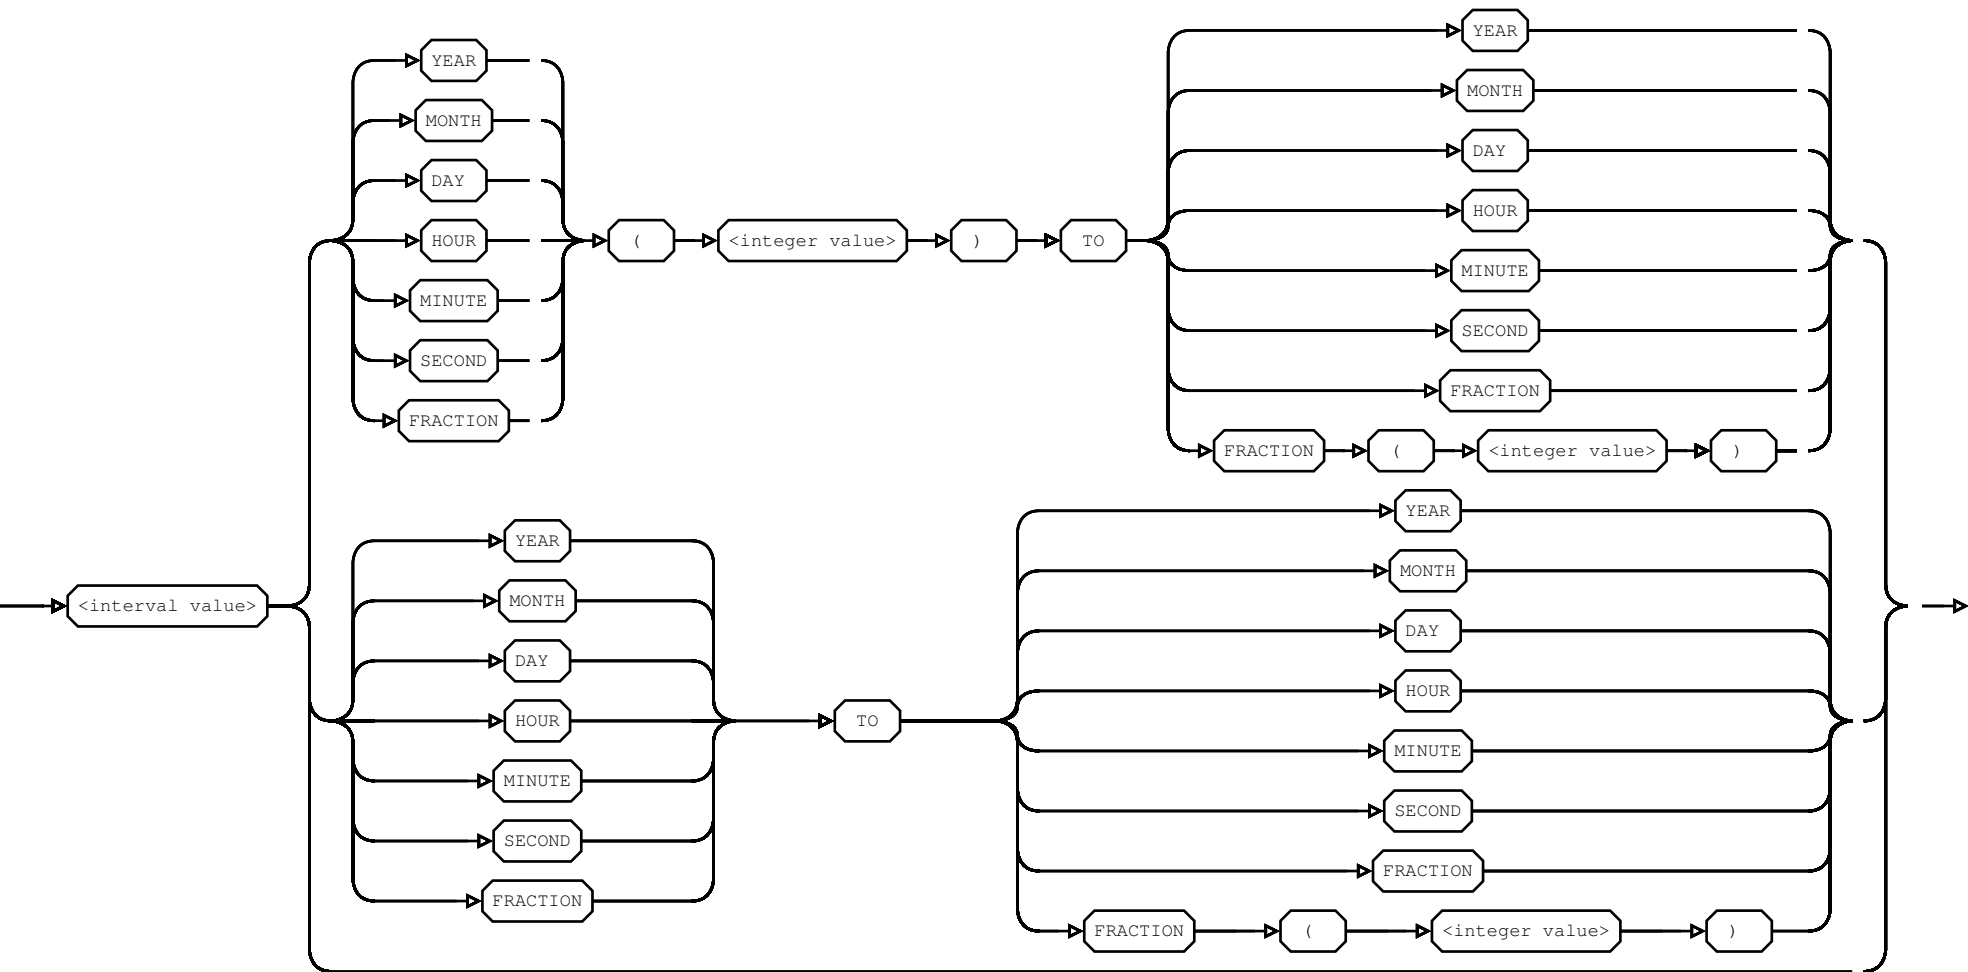 YEAR
MONTH
DAY
HOUR
MINUTE
SECOND
FRACTION
( <integer value> ) TO
YEAR
MONTH
DAY
HOUR
MINUTE
SECOND
FRACTION
FRACTION ( <integer value> )
<interval value>
YEAR
MONTH
DAY
HOUR
MINUTE
SECOND
FRACTION
TO
YEAR
MONTH
DAY
HOUR
MINUTE
SECOND
FRACTION
FRACTION ( <integer value> )